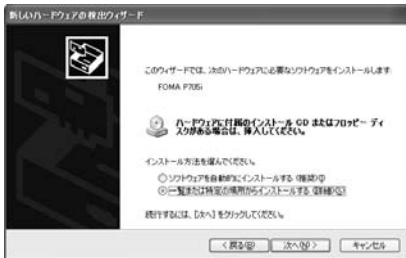 新しいハードウェアの検出ウィザード
このウィザードでは、次のハードウェアに必要なソフトウェアをインストールします:
FOMA P705i
ハードウェアに付属のインストール CD またはフロッピー ディ
スクがある場合は、挿入してください。
インストール方法を選んでください。
ソフトウェアを自動的にインストールする (推奨)(I)
一覧または特定の場所からインストールする (詳細)(S)
続行するには、[次へ] をクリックしてください。
< 戻る(B)
次へ(N) >
キャンセル